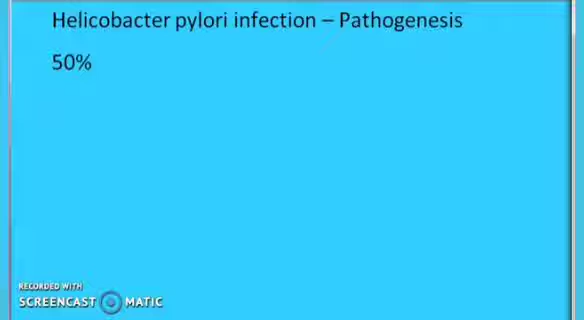 Helicobacter pylori infection – Pathogenesis
50%
RECORDED WITH
SCREENCAST MATIC